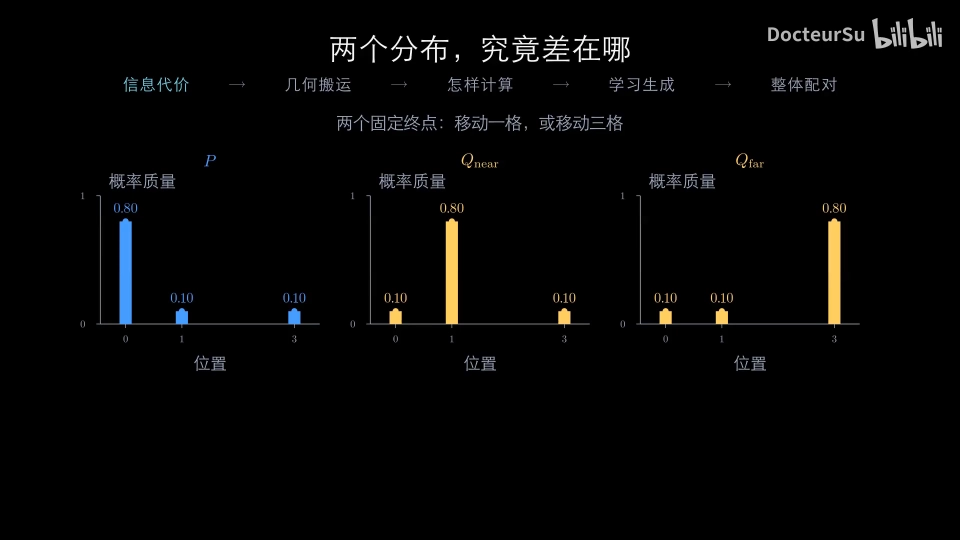 DocteurSu bilibili
两个分布，究竟差在哪
信息代价 → 几何搬运 → 怎样计算 → 学习生成 → 整体配对
两个固定终点：移动一格，或移动三格
P
概率质量
1
0.80
0.10
0.10
0
0 1 3
位置
Qnear
概率质量
1
0.80
0.10
0.10
0
0 1 3
位置
Qfar
概率质量
1
0.80
0.10
0.10
0
0 1 3
位置